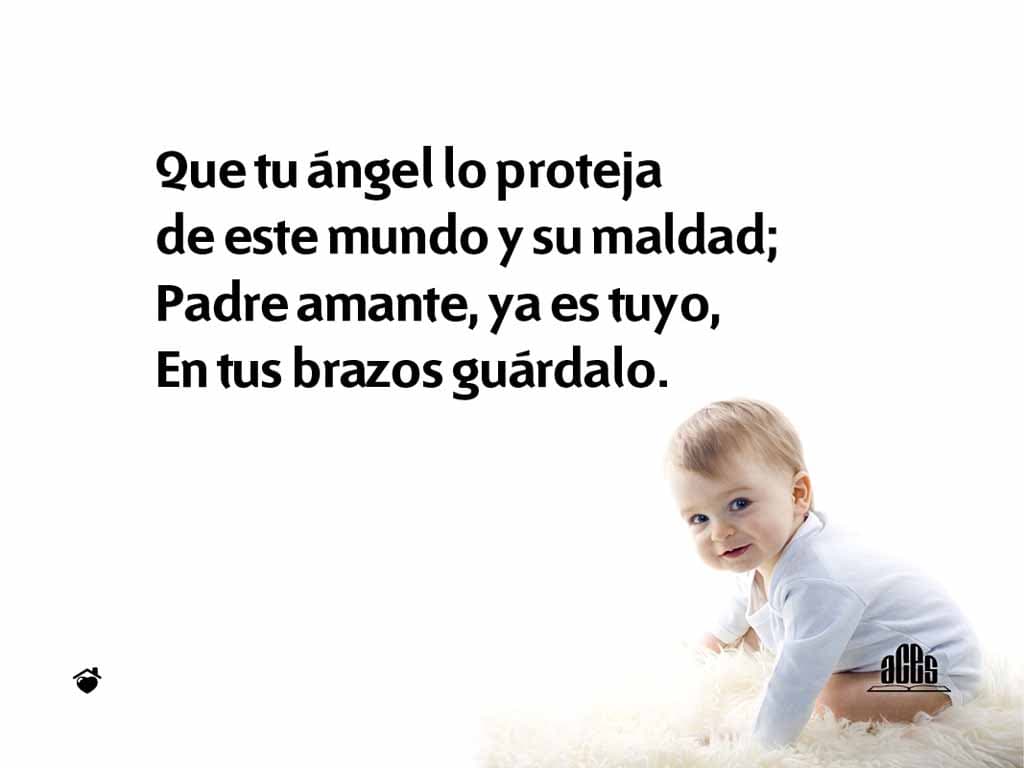 Que tu ángel lo proteja
de este mundo y su maldad;
Padre amante, ya es tuyo,
En tus brazos guárdalo.
aces